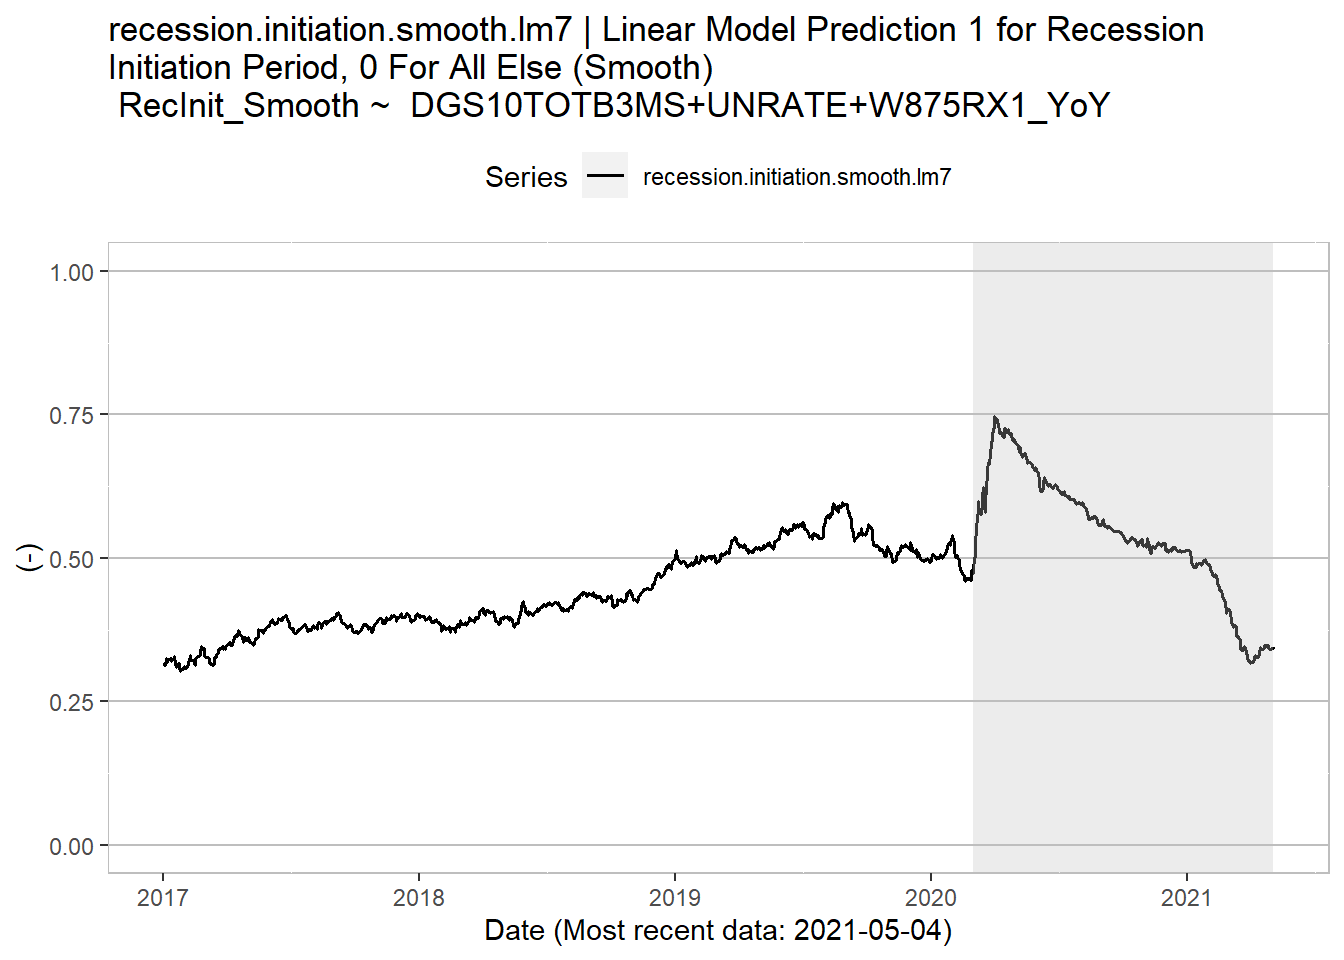 recession.initiation.smooth.lm7 | Linear Model Prediction 1 for Recession
Initiation Period, 0 For All Else (Smooth)
RecInit_Smooth ~  DGS10TOTB3MS+UNRATE+W875RX1_YoY
Series recession.initiation.smooth.lm7
1.00
0.75
0.50
0.25
0.00
(-)
2017 2018 2019 2020 2021
Date (Most recent data: 2021-05-04)